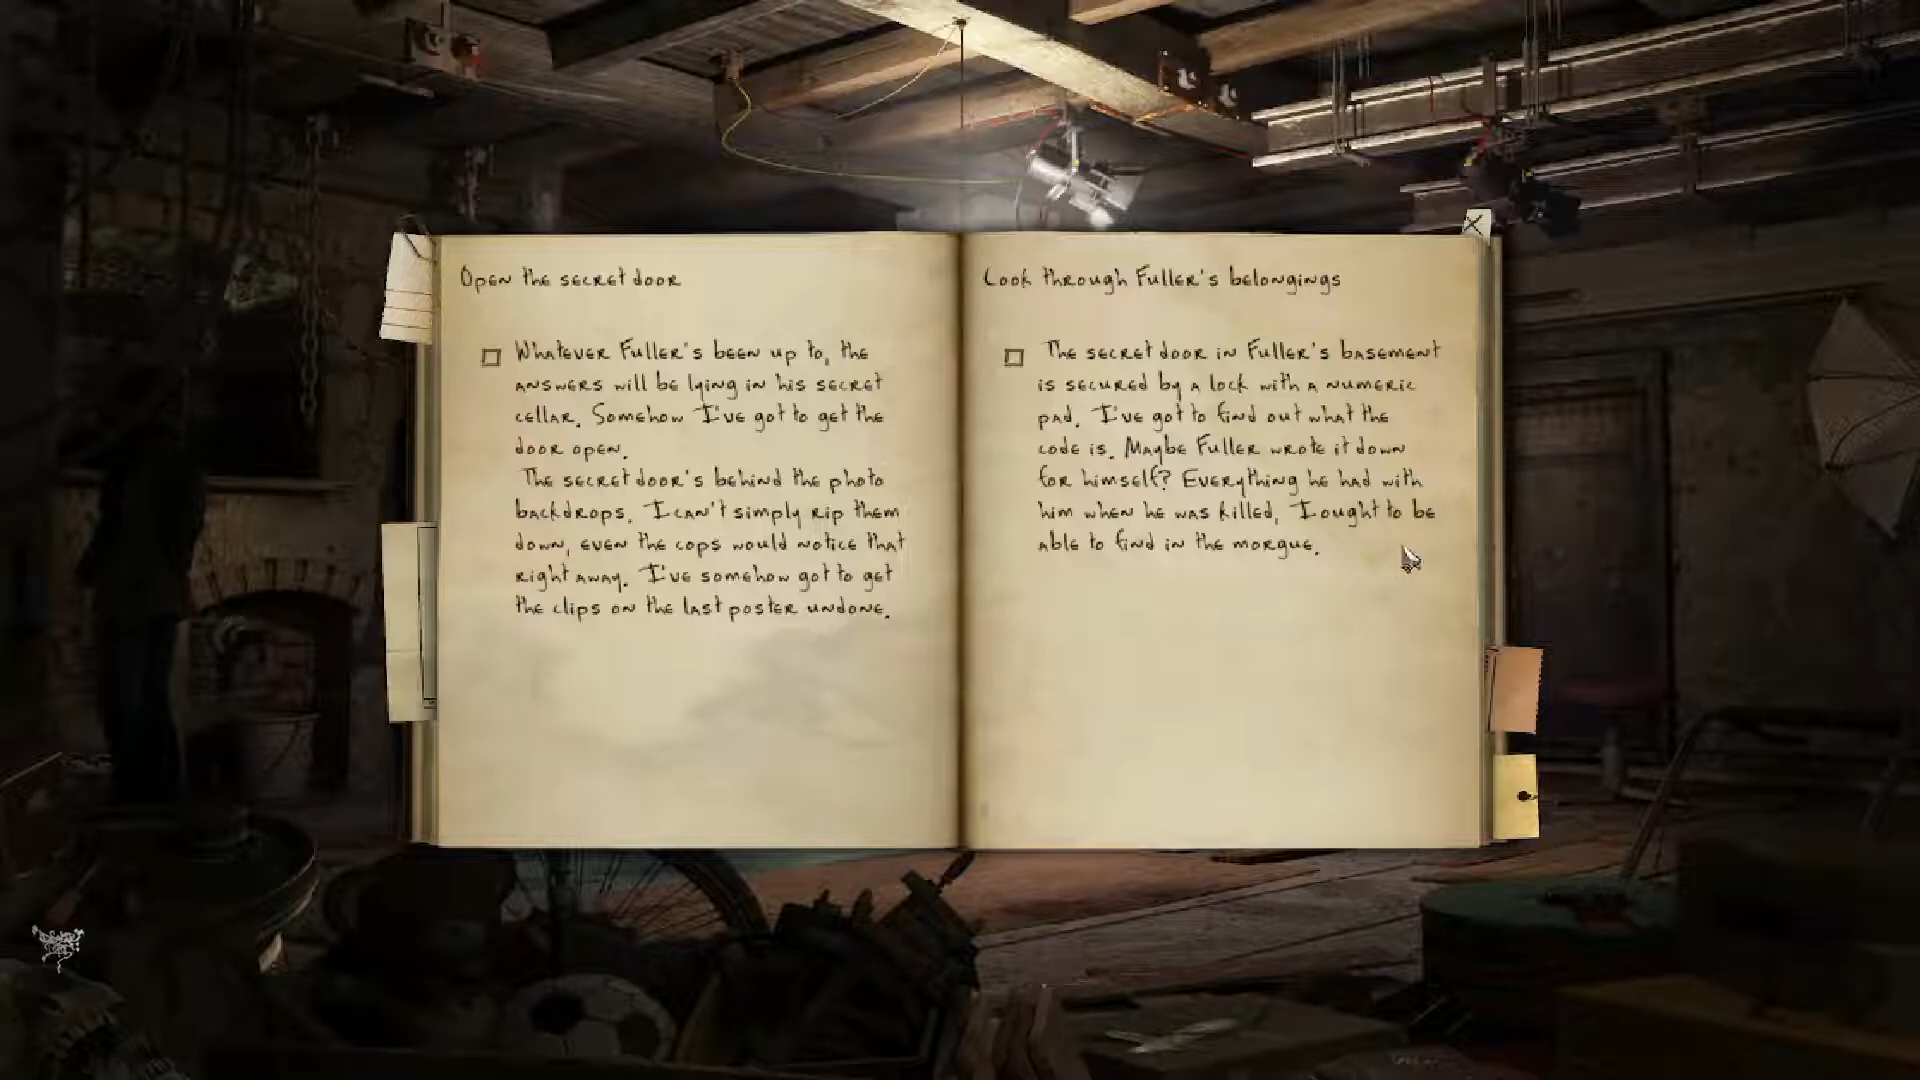 Open the secret door
Whatever Fuller's been up to, the
answers will be lying in his secret
cellar. Somehow I've got to get the
door open.
The secret door's behind the photo
backdrops. I can't simply rip them
down, even the cops would notice that
right away. I've somehow got to get
the clips on the last poster undone.
Look through Fuller's belongings
The secret door in Fuller's basement
is secured by a lock with a numeric
pad. I've got to find out what the
code is. Maybe Fuller wrote it down
for himself? Everything he had with
him when he was killed, I ought to be
able to find in the morgue.